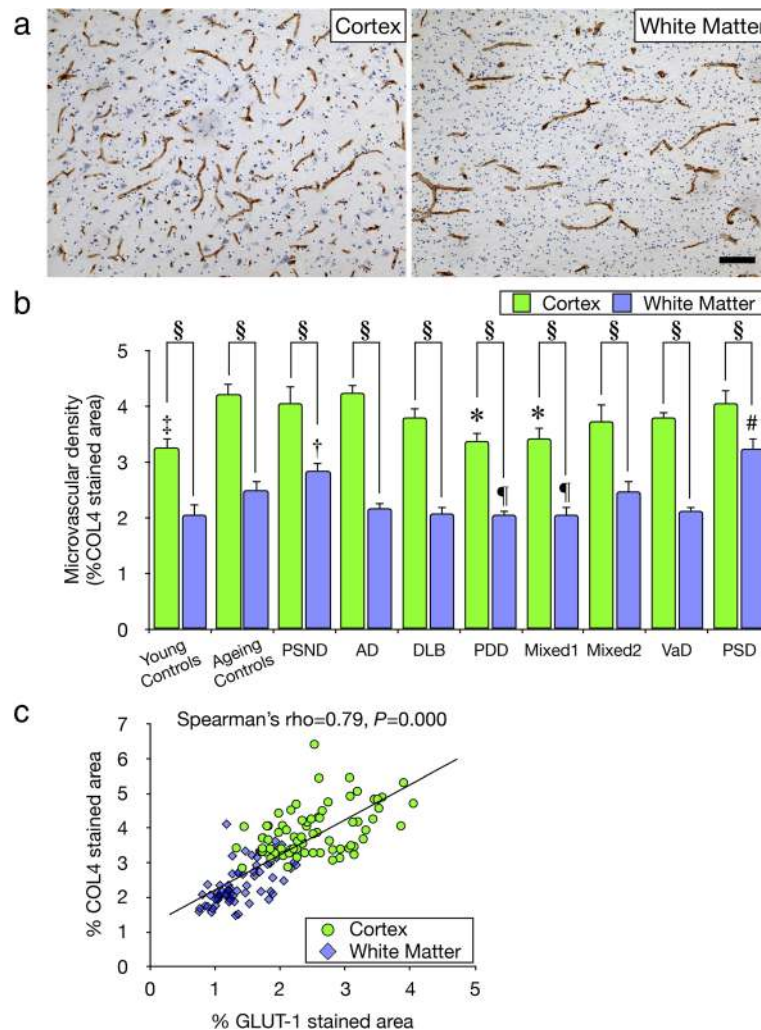 a
Cortex
White Matter
b
Cortex White Matter
§ § § § § § § § § §
Microvascular density
(%COL4 stained area)
5
4
3
2
1
0
‡ † * ¶ * ¶ #
Young
Controls
Ageing
Controls
PSND
AD
DLB
PDD
Mixed1
Mixed2
VaD
PSD
c
Spearman's rho=0.79, P=0.000
% COL4 stained area
7
6
5
4
3
2
1
0
Cortex
White Matter
0 1 2 3 4 5
% GLUT-1 stained area